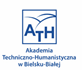 ATH
Akademia
Techniczno-Humanistyczna
w Bielsku-Białej